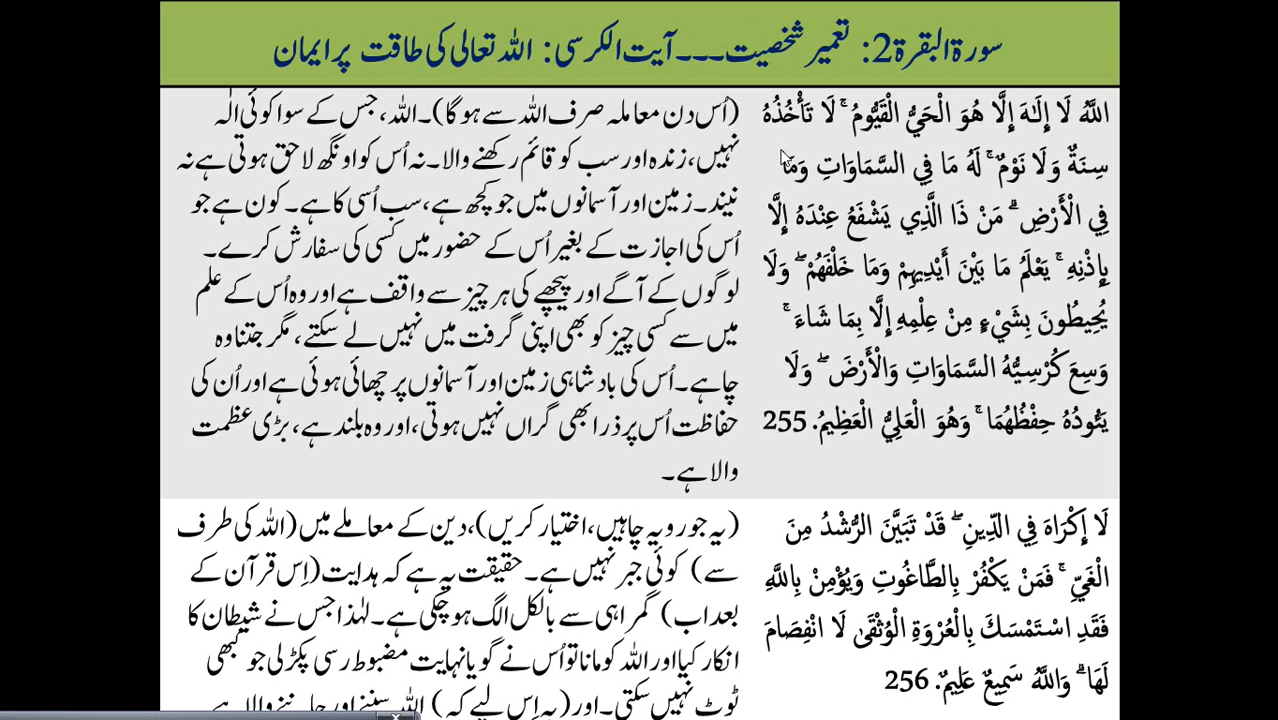 سورۃ البقرۃ 2: تعمیر شخصیت۔۔۔آیت الکرسی: اللہ تعالی کی طاقت پر ایمان
اللَّهُ لَا إِلَـٰهَ إِلَّا هُوَ الْحَيُّ الْقَيُّومُ ۚ لَا تَأْخُذُهُ
سِنَةٌ وَلَا نَوْمٌ ۚ لَهُ مَا فِي السَّمَاوَاتِ وَمَا
فِي الْأَرْضِ ۗ مَنْ ذَا الَّذِي يَشْفَعُ عِنْدَهُ إِلَّا
بِإِذْنِهِ ۚ يَعْلَمُ مَا بَيْنَ أَيْدِيهِمْ وَمَا خَلْفَهُمْ ۖ وَلَا
يُحِيطُونَ بِشَيْءٍ مِنْ عِلْمِهِ إِلَّا بِمَا شَاءَ ۚ
وَسِعَ كُرْسِيُّهُ السَّمَاوَاتِ وَالْأَرْضَ ۖ وَلَا
يَئُودُهُ حِفْظُهُمَا ۚ وَهُوَ الْعَلِيُّ الْعَظِيمُ. 255
(اُس دن معاملہ صرف اللہ سے ہو گا)۔ اللہ، جس کے سوا کوئی الٰہ
نہیں، زندہ اور سب کو قائم رکھنے والا۔ نہ اُس کو اونگھ لاحق ہوتی ہے نہ
نیند۔ زمین اور آسمانوں میں جو کچھ ہے، سب اُسی کا ہے۔ کون ہے جو
اُس کی اجازت کے بغیر اُس کے حضور میں کسی کی سفارش کرے۔
لوگوں کے آگے اور پیچھے کی ہر چیز سے واقف ہے اور وہ اُس کے علم
میں سے کسی چیز کو بھی اپنی گرفت میں نہیں لے سکتے، مگر جتنا وہ
چاہے۔ اُس کی بادشاہی زمین اور آسمانوں پر چھائی ہوئی ہے اور اُن کی
حفاظت اُس پر ذرا بھی گراں نہیں ہوتی، اور وہ بلند ہے، بڑی عظمت
والا ہے۔
لَا إِكْرَاهَ فِي الدِّينِ ۖ قَدْ تَبَيَّنَ الرُّشْدُ مِنَ
الْغَيِّ ۚ فَمَنْ يَكْفُرْ بِالطَّاغُوتِ وَيُؤْمِنْ بِاللَّهِ
فَقَدِ اسْتَمْسَكَ بِالْعُرْوَةِ الْوُثْقَىٰ لَا انْفِصَامَ
لَهَا ۗ وَاللَّهُ سَمِيعٌ عَلِيمٌ. 256
(یہ جو رویہ چاہیں، اختیار کریں)، دین کے معاملے میں (اللہ کی طرف
سے) کوئی جبر نہیں ہے۔ حقیقت یہ ہے کہ ہدایت (اِس قرآن کے
بعد اب) گمراہی سے بالکل الگ ہو چکی ہے۔ لہٰذا جس نے شیطان کا
انکار کیا اور اللہ کو مانا تو اُس نے گویا نہایت مضبوط رسی پکڑ لی جو کبھی
ٹوٹ نہیں سکتی۔ اور (یہ اِس لیے کہ) اللہ سننے اور جاننے والا ہے